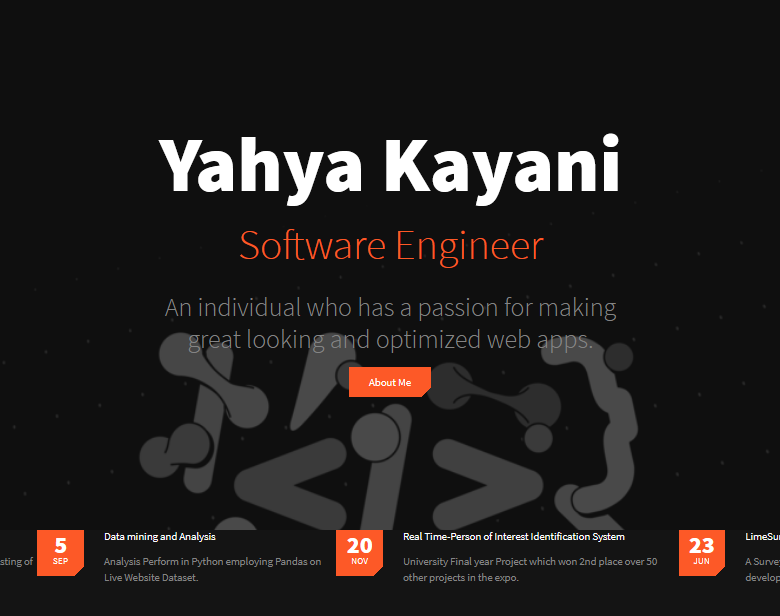 Yahya Kayani
Software Engineer
An individual who has a passion for making
great looking and optimized web apps.
About Me
sting of
5
SEP
Data mining and Analysis
Analysis Perform in Python employing Pandas on
Live Website Dataset.
20
NOV
Real Time-Person of Interest Identification System
University Final year Project which won 2nd place over 50
other projects in the expo.
23
JUN
LimeSu
A Survey
develop